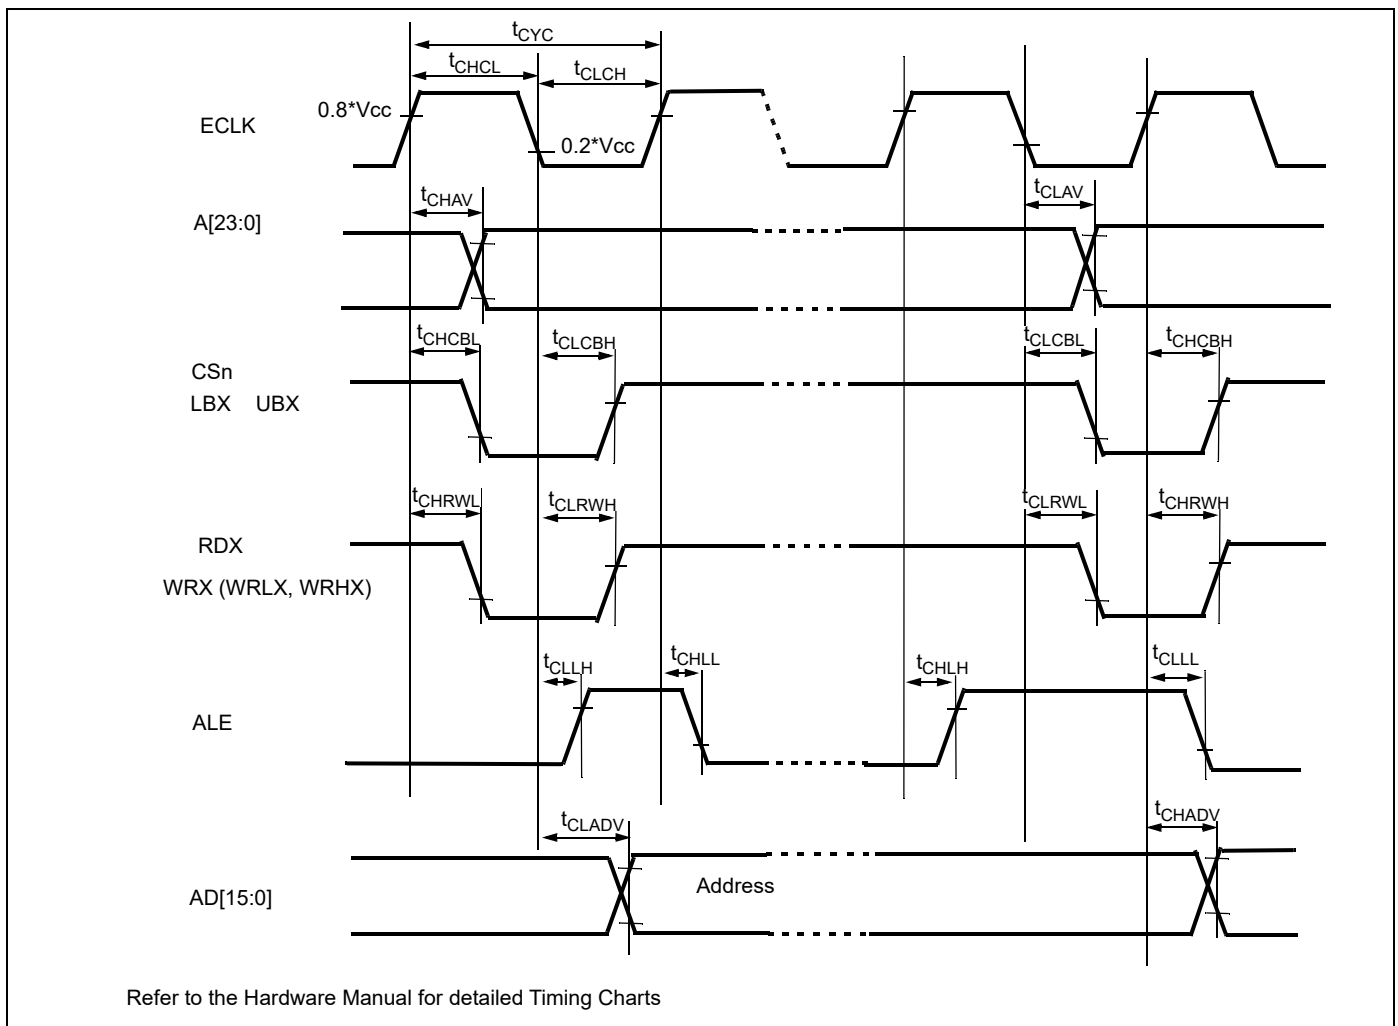 tCYC
tCHCL
tCLCH
0.8*Vcc
ECLK
0.2*Vcc
tCHAV
tCLAV
A[23:0]
tCHCBL
tCLCBH
tCLCBL
tCHCBH
CSn
LBX UBX
tCHRWL
tCLRWH
tCLRWL
tCHRWH
RDX
WRX (WRLX, WRHX)
tCLLH
tCHLL
tCHLH
tCLLL
ALE
tCLADV
tCHADV
Address
AD[15:0]
Refer to the Hardware Manual for detailed Timing Charts